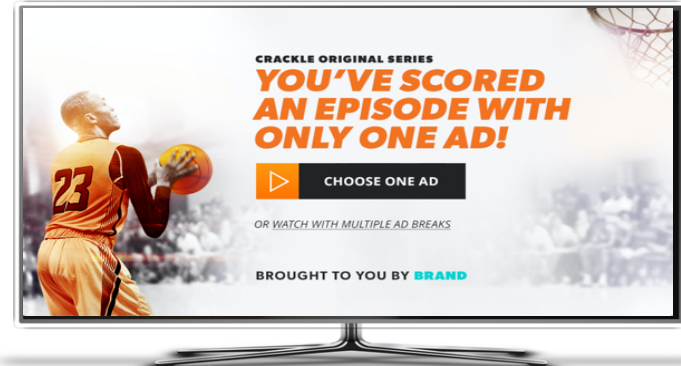 CRACKLE ORIGINAL SERIES
YOU'VE SCORED
AN EPISODE WITH
ONLY ONE AD!
CHOOSE ONE AD
OR WATCH WITH MULTIPLE AD BREAKS
BROUGHT TO YOU BY BRAND
23